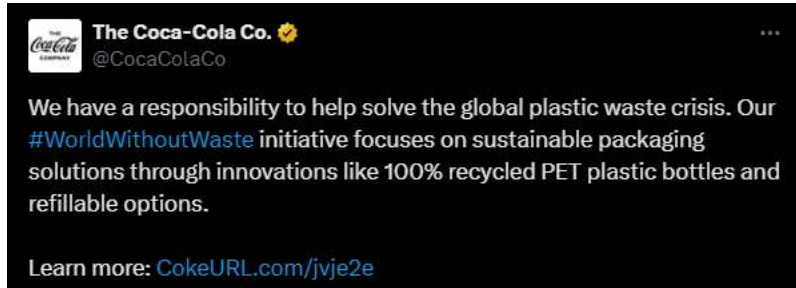 THE
Coca-Cola
COMPANY
The Coca-Cola Co.
@CocaColaCo
We have a responsibility to help solve the global plastic waste crisis. Our
#WorldWithoutWaste initiative focuses on sustainable packaging
solutions through innovations like 100% recycled PET plastic bottles and
refillable options.
Learn more: CokeURL.com/jvje2e